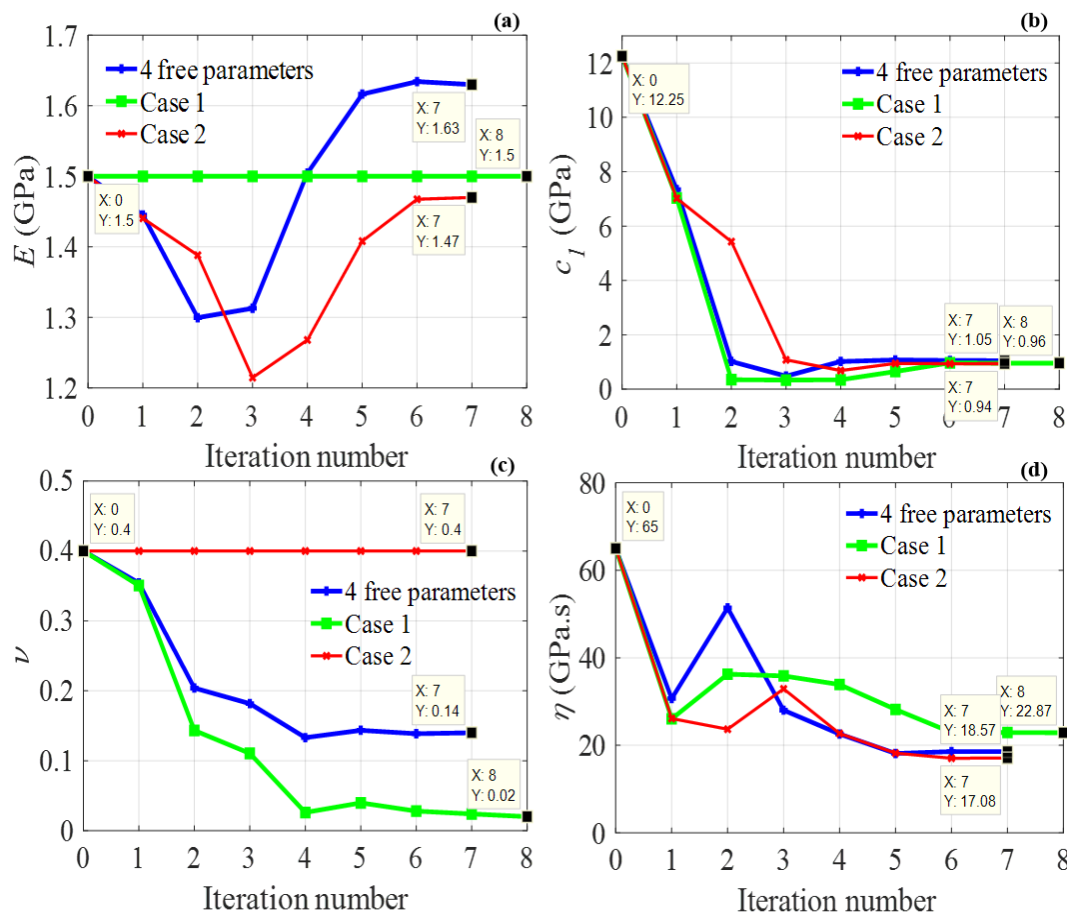 (a)
1.7
1.6
1.5
1.4
1.3
1.2
E (GPa)
4 free parameters
Case 1
Case 2
X: 7
Y: 1.63
X: 8
Y: 1.5
X: 0
Y: 1.5
X: 7
Y: 1.47
0 1 2 3 4 5 6 7 8
Iteration number
(b)
12
10
8
6
4
2
0
c1 (GPa)
X: 0
Y: 12.25
4 free parameters
Case 1
Case 2
X: 7
Y: 1.05
X: 8
Y: 0.96
X: 7
Y: 0.94
0 1 2 3 4 5 6 7 8
Iteration number
(c)
0.5
0.4
0.3
0.2
0.1
0
ν
X: 0
Y: 0.4
X: 7
Y: 0.4
4 free parameters
Case 1
Case 2
X: 7
Y: 0.14
X: 8
Y: 0.02
0 1 2 3 4 5 6 7 8
Iteration number
(d)
80
60
40
20
0
η (GPa.s)
X: 0
Y: 65
4 free parameters
Case 1
Case 2
X: 8
Y: 22.87
X: 7
Y: 18.57
X: 7
Y: 17.08
0 1 2 3 4 5 6 7 8
Iteration number